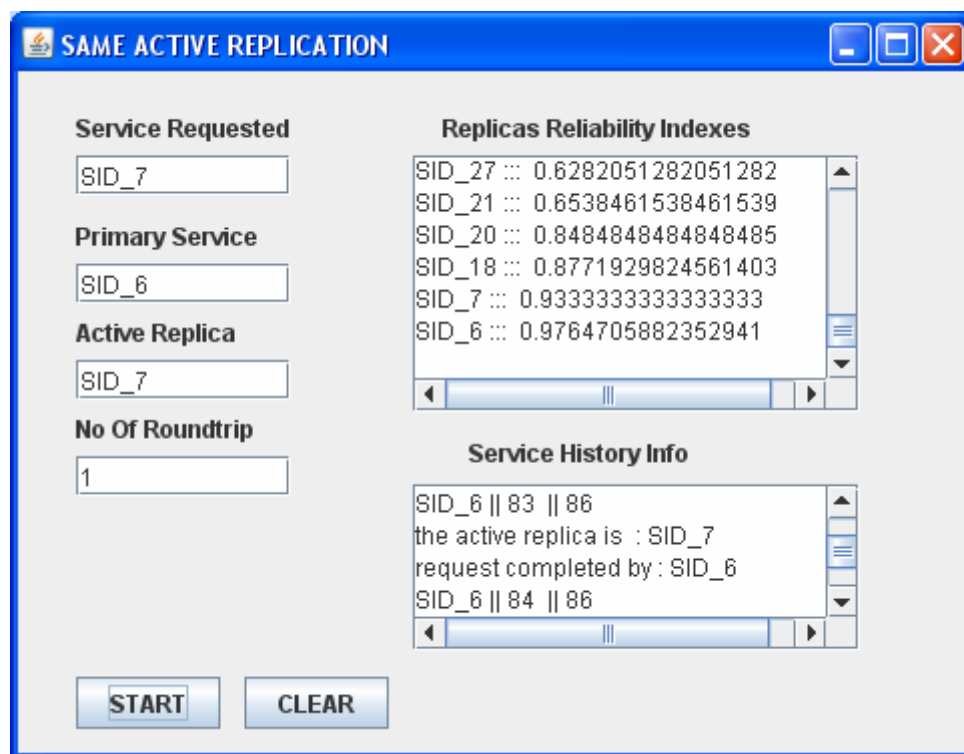 SAME ACTIVE REPLICATION
Service Requested
SID_7
Primary Service
SID_6
Active Replica
SID_7
No Of Roundtrip
1
Replicas Reliability Indexes
SID_27 ::: 0.6282051282051282
SID_21 ::: 0.6538461538461539
SID_20 ::: 0.8484848484848485
SID_18 ::: 0.8771929824561403
SID_7 ::: 0.9333333333333333
SID_6 ::: 0.9764705882352941
Service History Info
SID_6 || 83 || 86
the active replica is : SID_7
request completed by : SID_6
SID_6 || 84 || 86
START
CLEAR